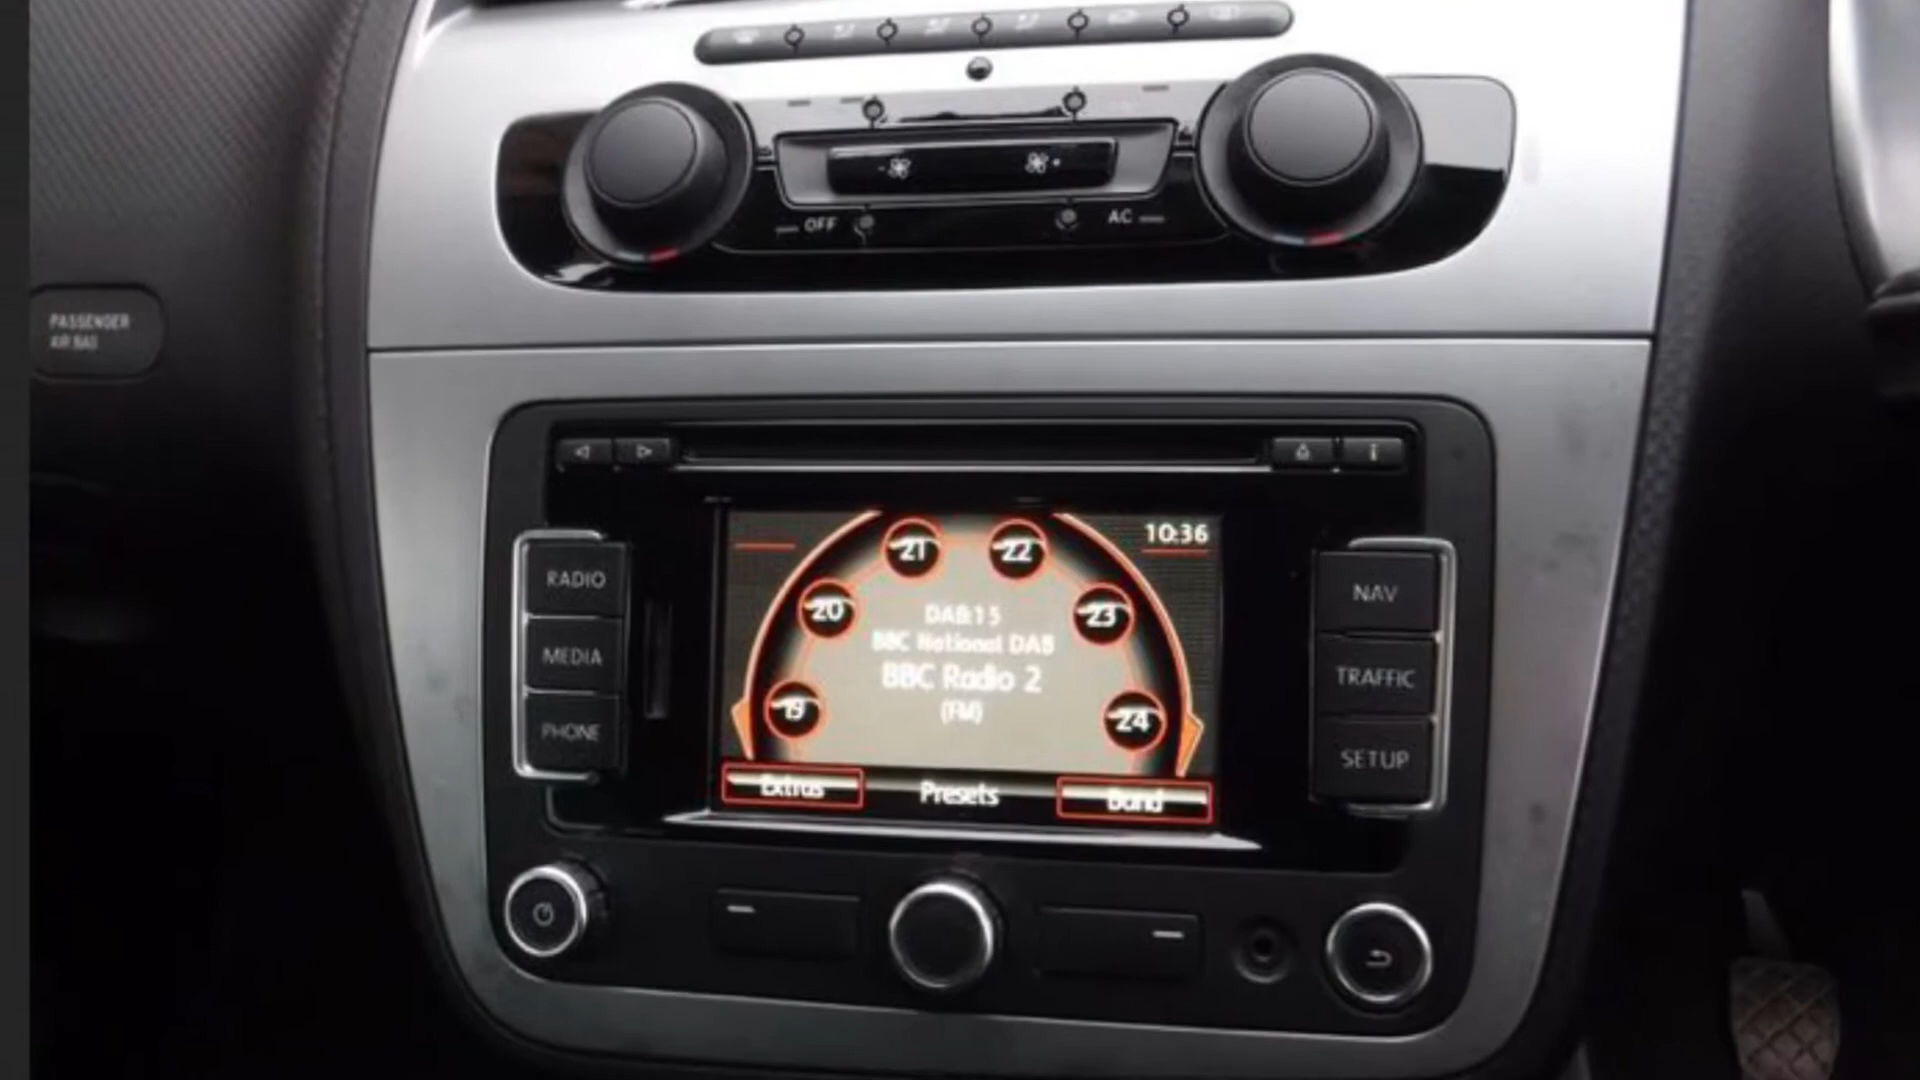 OFF
AC
PASSENGER
AIR BAG
i
10:36
21 22
20 23
19 24
DAB:15
BBC National DAB
BBC Radio 2
(FM)
Extras Presets Band
RADIO
MEDIA
PHONE
NAV
TRAFFIC
SETUP